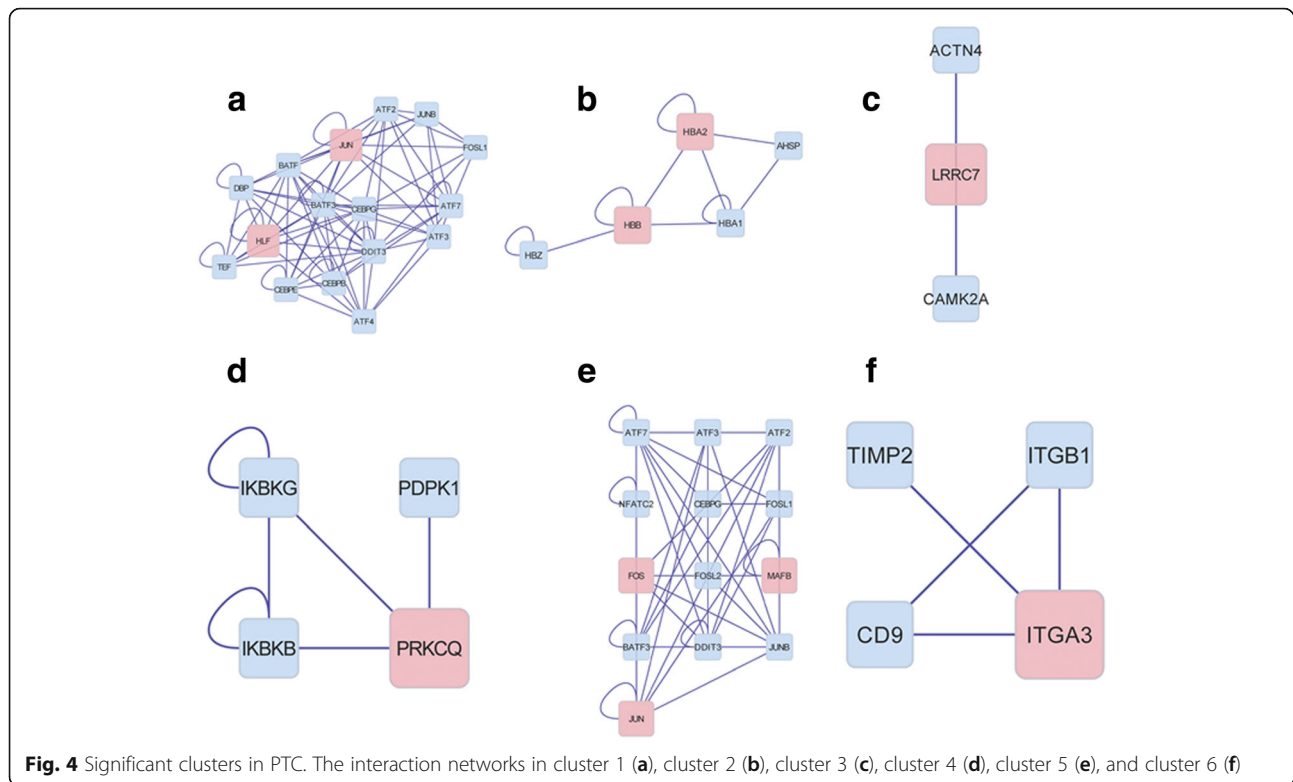 a
ATF2
JUNB
JUN
FOSL1
BATF
DBP
BATF3
CEBPG
ATF7
HLF
ATF3
DDIT3
TEF
CEBPE
CEBPB
ATF4
b
HBA2
AHSP
HBB
HBA1
HBZ
c
ACTN4
LRRC7
CAMK2A
d
IKBKG
PDPK1
IKBKB
PRKCQ
e
ATF7 ATF3 ATF2
NFATC2 CEBPG FOSL1
FOS FOSL2 MAFB
BATF3 DDIT3 JUNB
JUN
f
TIMP2 ITGB1
CD9 ITGA3
Fig. 4 Significant clusters in PTC. The interaction networks in cluster 1 (a), cluster 2 (b), cluster 3 (c), cluster 4 (d), cluster 5 (e), and cluster 6 (f)